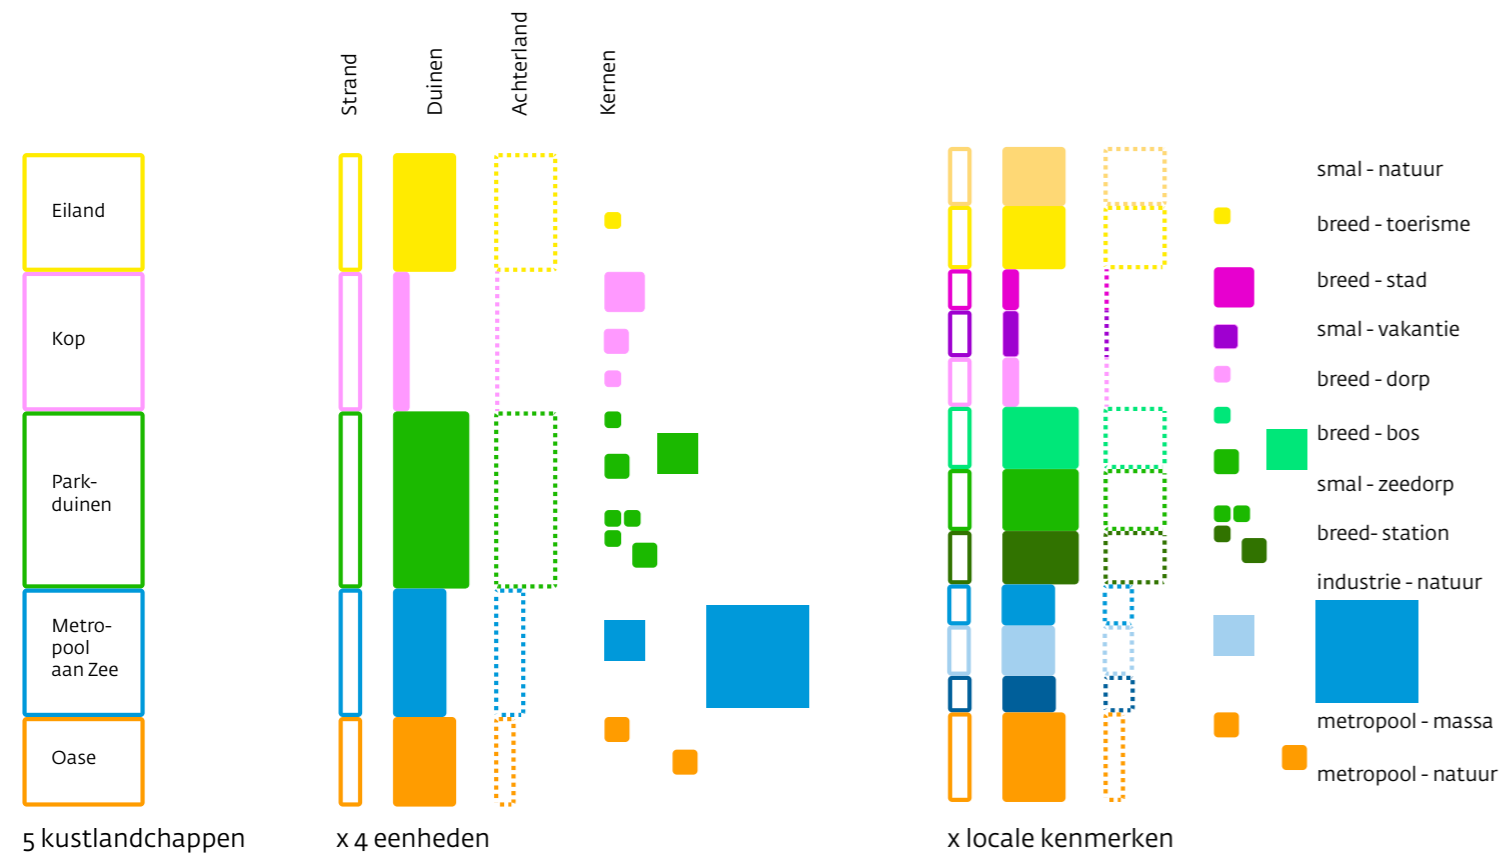 Strand
Duinen
Achterland
Kernen
Eiland
Kop
Park-
duinen
Metro-
pool
aan Zee
Oase
smal - natuur
breed - toerisme
breed - stad
smal - vakantie
breed - dorp
breed - bos
smal - zeedorp
breed- station
industrie - natuur
metropool - massa
metropool - natuur
5 kustlandchappen
x 4 eenheden
x locale kenmerken